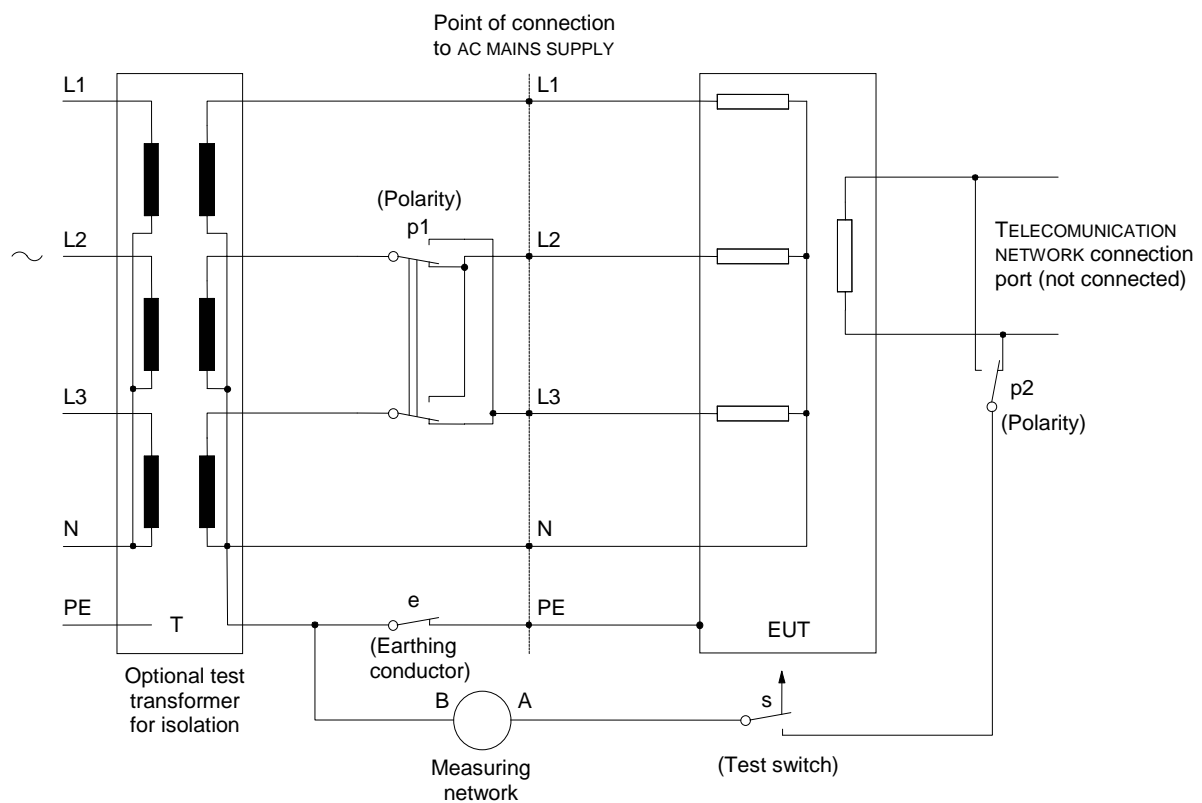 Point of connection
to AC MAINS SUPPLY
L1
L1
(Polarity)
p1
L2
L2
TELECOMUNICATION
NETWORK connection
port (not connected)
L3
L3
p2
(Polarity)
N
N
PE
T
e
PE
EUT
(Earthing
conductor)
Optional test
transformer
for isolation
B
A
s
Measuring
network
(Test switch)